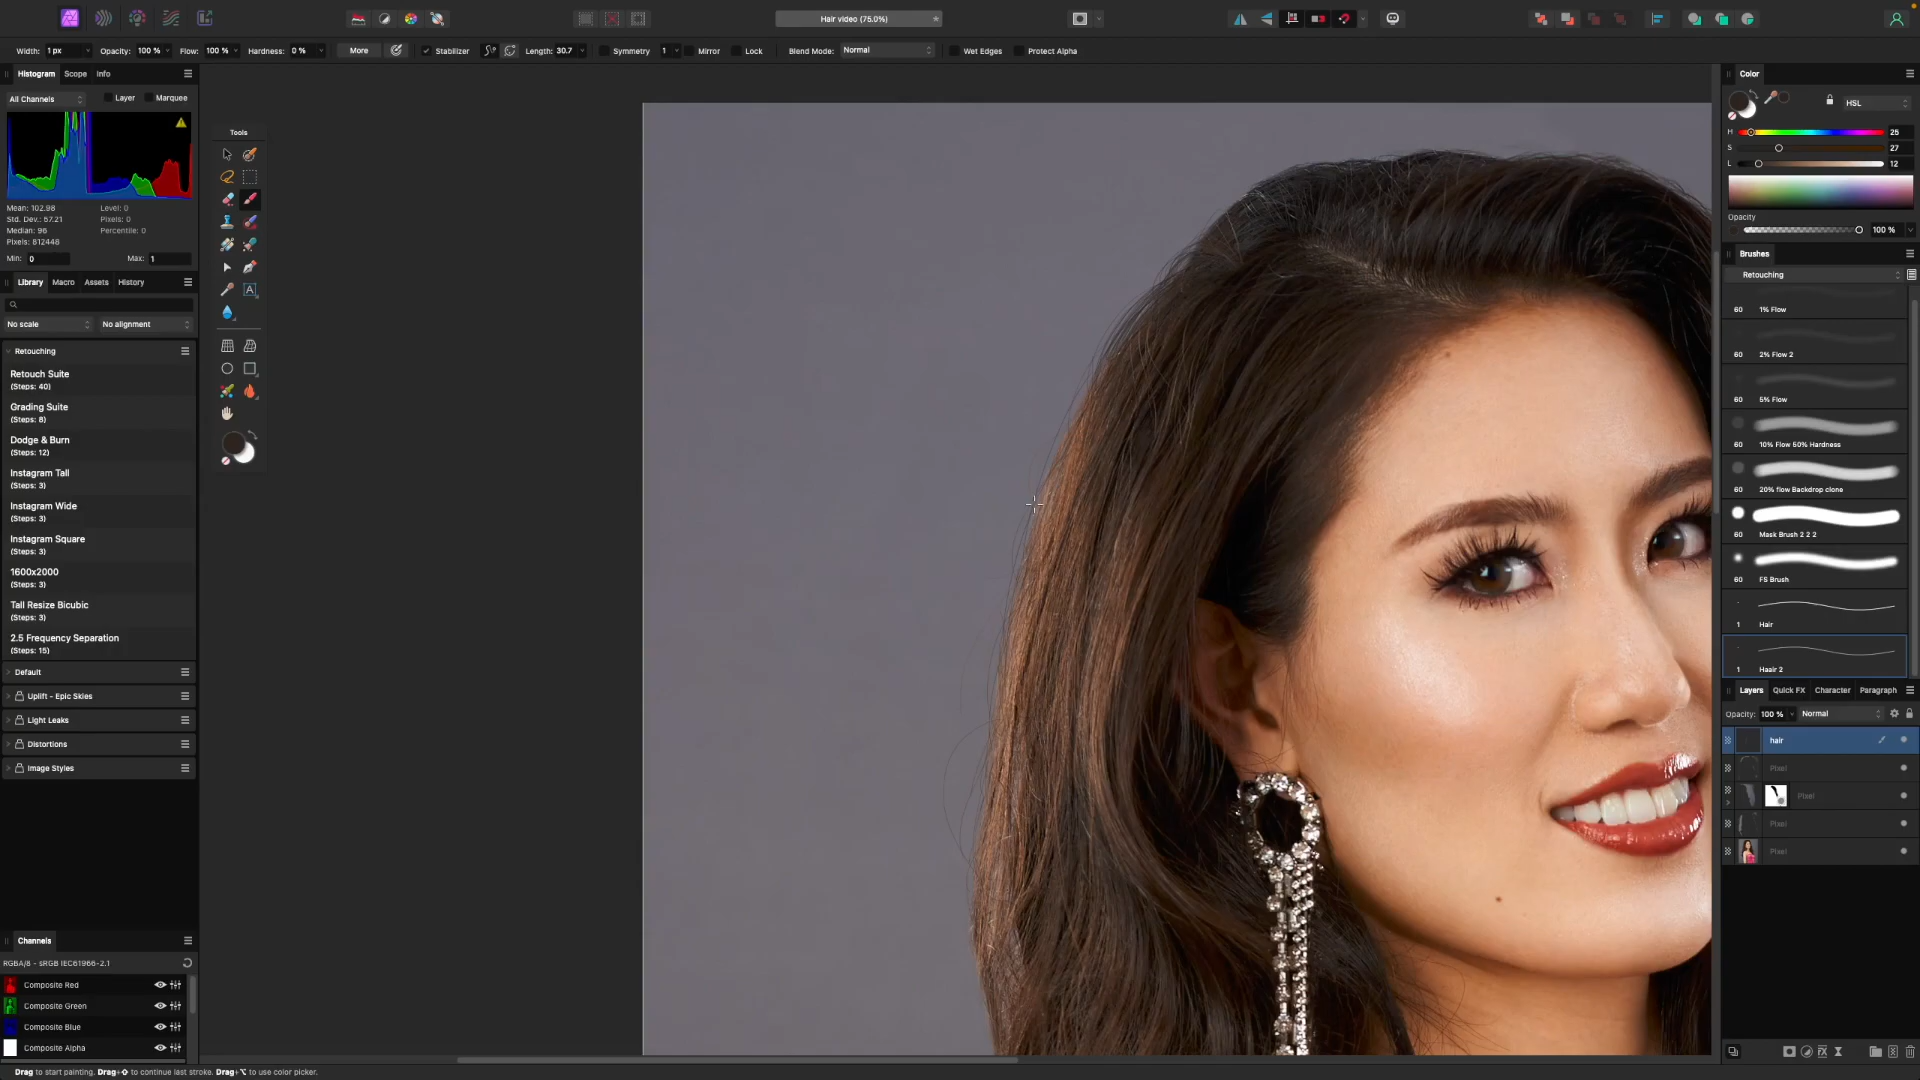 Hair video (75.0%)
Width: 1 px Opacity: 100 % Flow: 100 % Hardness: 0 % More Stabilizer Length: 30.7 Symmetry 1 Mirror Lock Blend Mode: Normal Wet Edges Protect Alpha
Histogram Scope Info
All Channels Layer Marquee
Mean: 102.98 Level: 0
Std. Dev.: 57.21 Pixels: 0
Median: 96 Percentile: 0
Pixels: 812448
Min: 0 Max: 1
Library Macro Assets History
No scale No alignment
Retouching
Retouch Suite
(Steps: 40)
Grading Suite
(Steps: 8)
Dodge & Burn
(Steps: 12)
Instagram Tall
(Steps: 3)
Instagram Wide
(Steps: 3)
Instagram Square
(Steps: 3)
1600x2000
(Steps: 3)
Tall Resize Bicubic
(Steps: 3)
2.5 Frequency Separation
(Steps: 15)
Default
Uplift - Epic Skies
Light Leaks
Distortions
Image Styles
Channels
RGBA/8 - sRGB IEC61966-2.1
Composite Red
Composite Green
Composite Blue
Composite Alpha
Drag to start painting. Drag+⇧ to continue last stroke. Drag+⌥ to use color picker.
Tools
A
Color
HSL
H 25
S 27
L 12
Opacity
100 %
Brushes
Retouching
60 1% Flow
60 2% Flow 2
60 5% Flow
60 10% Flow 50% Hardness
60 20% flow Backdrop clone
60 Mask Brush 2 2 2
60 FS Brush
1 Hair
1 Haair 2
Layers Quick FX Character Paragraph
Opacity: 100 % Normal
hair
Pixel
Pixel
Pixel
Pixel
FX